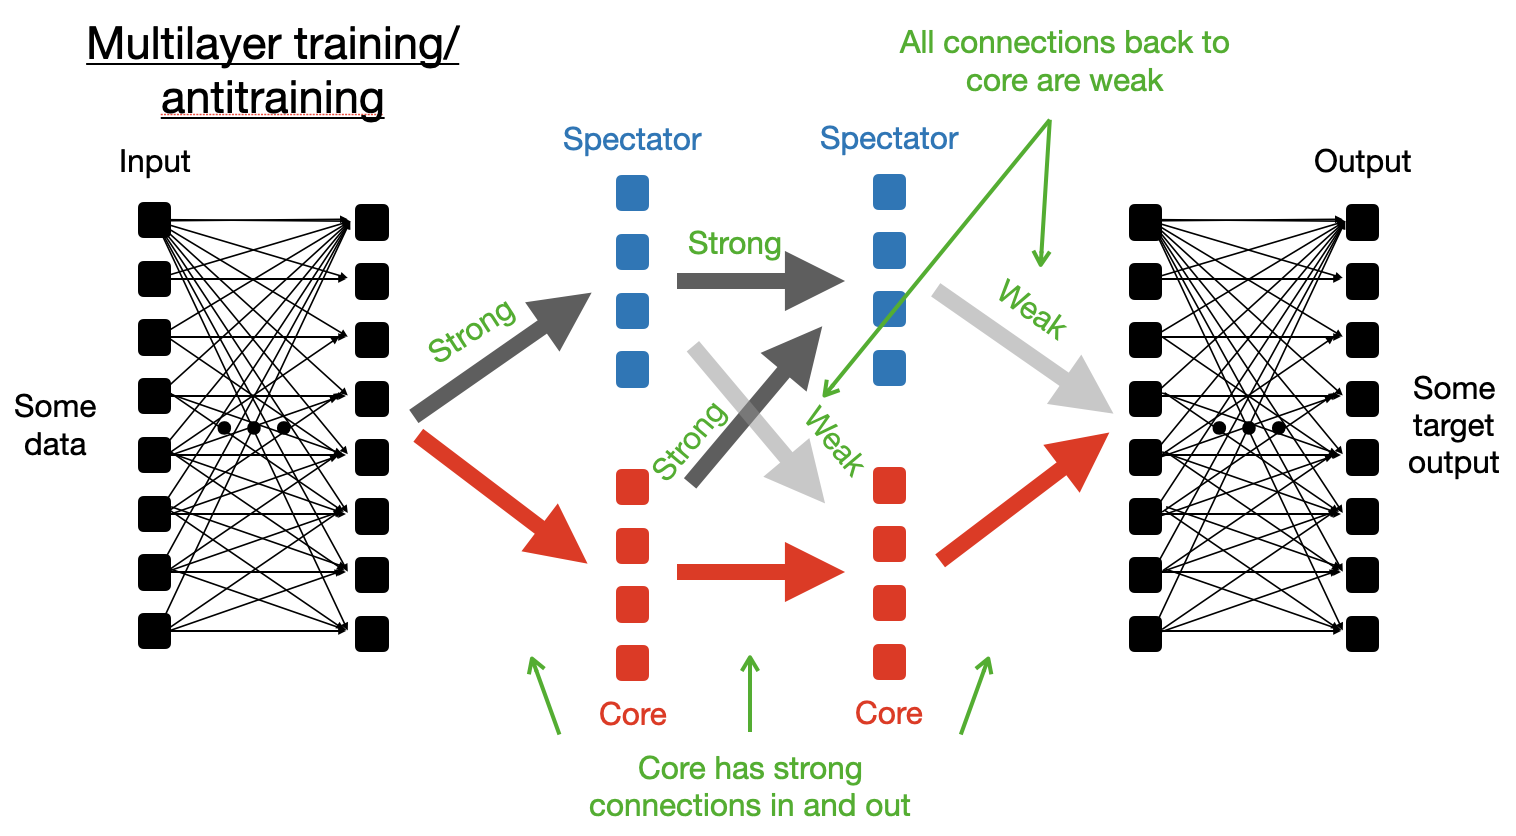 Multilayer training/
antitraining
All connections back to
core are weak
Spectator
Spectator
Input
Output
Strong
Strong
Weak
Some
data
Strong
Weak
Some
target
output
Core
Core
Core has strong
connections in and out